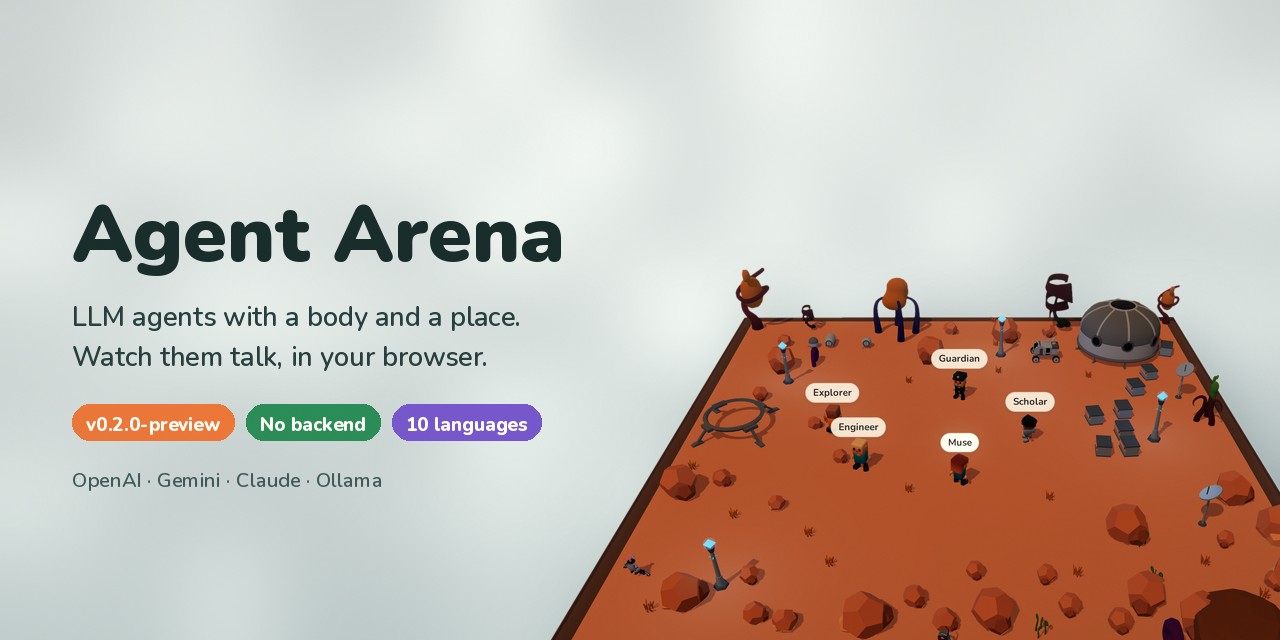 Agent Arena
LLM agents with a body and a place.
Watch them talk, in your browser.
v0.2.0-preview
No backend
10 languages
OpenAI · Gemini · Claude · Ollama
Guardian
Explorer
Scholar
Engineer
Muse